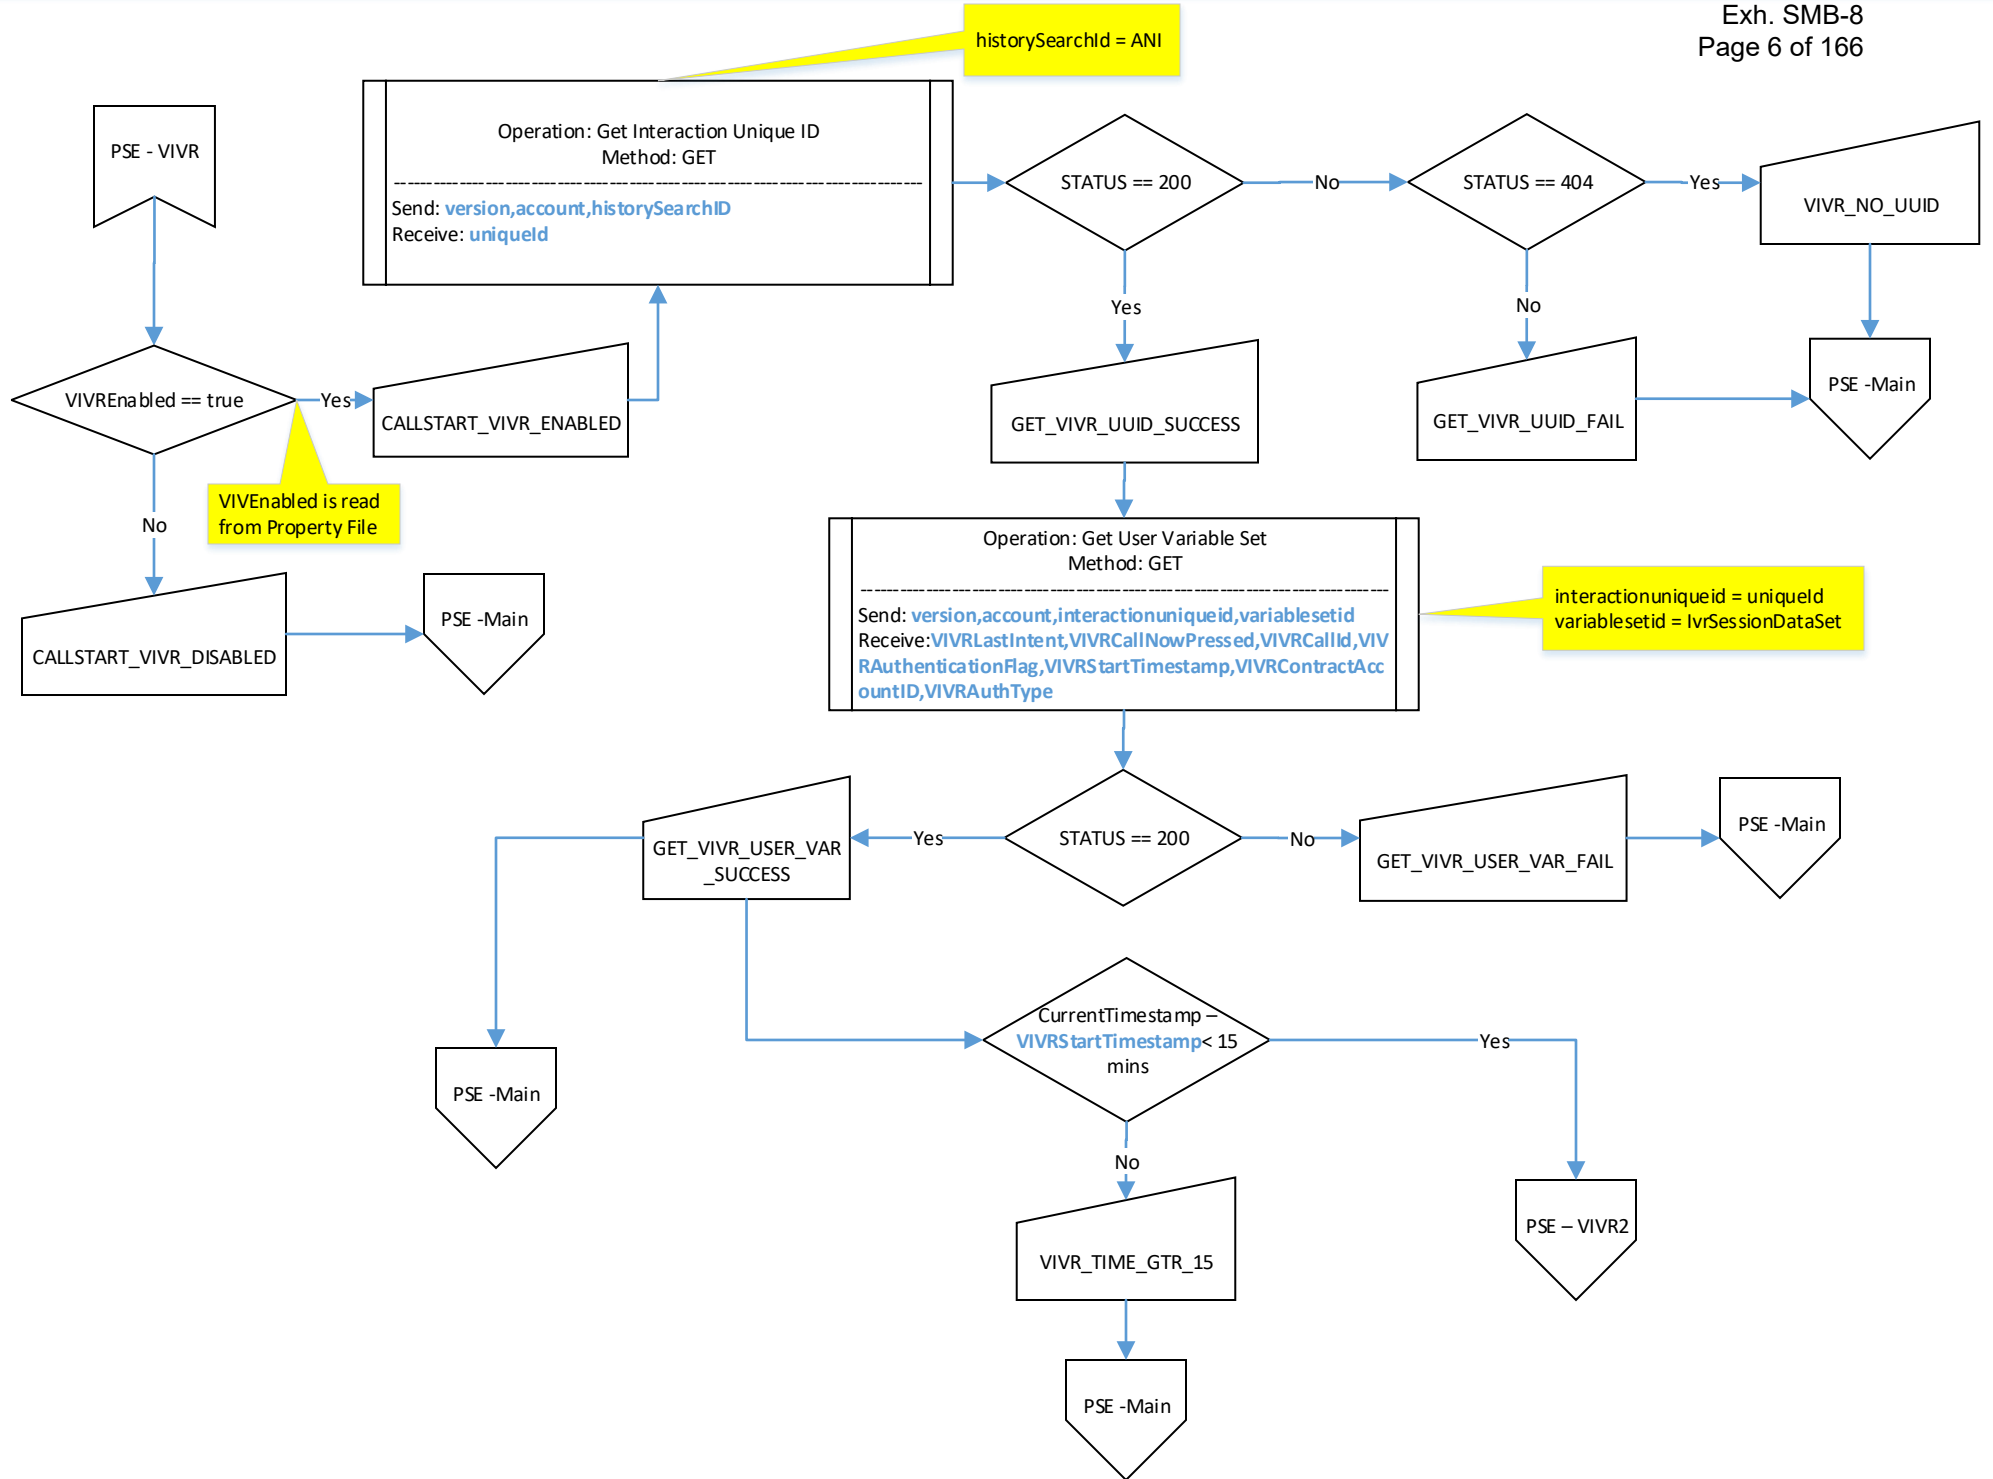 Exh. SMB-8
Page 6 of 166
historySearchId = ANI
PSE - VIVR
Operation: Get Interaction Unique ID
Method: GET
--------------------------------------------------------------------------------
Send: version,account,historySearchID
Receive: uniqueId
STATUS == 200
No
STATUS == 404
Yes
VIVR_NO_UUID
Yes
No
VIVREnabled == true
Yes
CALLSTART_VIVR_ENABLED
GET_VIVR_UUID_SUCCESS
GET_VIVR_UUID_FAIL
PSE -Main
VIVEnabled is read
from Property File
No
CALLSTART_VIVR_DISABLED
PSE -Main
Operation: Get User Variable Set
Method: GET
--------------------------------------------------------------------------------
Send: version,account,interactionuniqueid,variablesetid
Receive:VIVRLastIntent,VIVRCallNowPressed,VIVRCallId,VIV
RAuthenticationFlag,VIVRStartTimestamp,VIVRContractAcc
ountID,VIVRAuthType
interactionuniqueid = uniqueId
variablesetid = IvrSessionDataSet
GET_VIVR_USER_VAR
_SUCCESS
Yes
STATUS == 200
No
GET_VIVR_USER_VAR_FAIL
PSE -Main
PSE -Main
CurrentTimestamp –
VIVRStartTimestamp< 15
mins
Yes
No
VIVR_TIME_GTR_15
PSE – VIVR2
PSE -Main